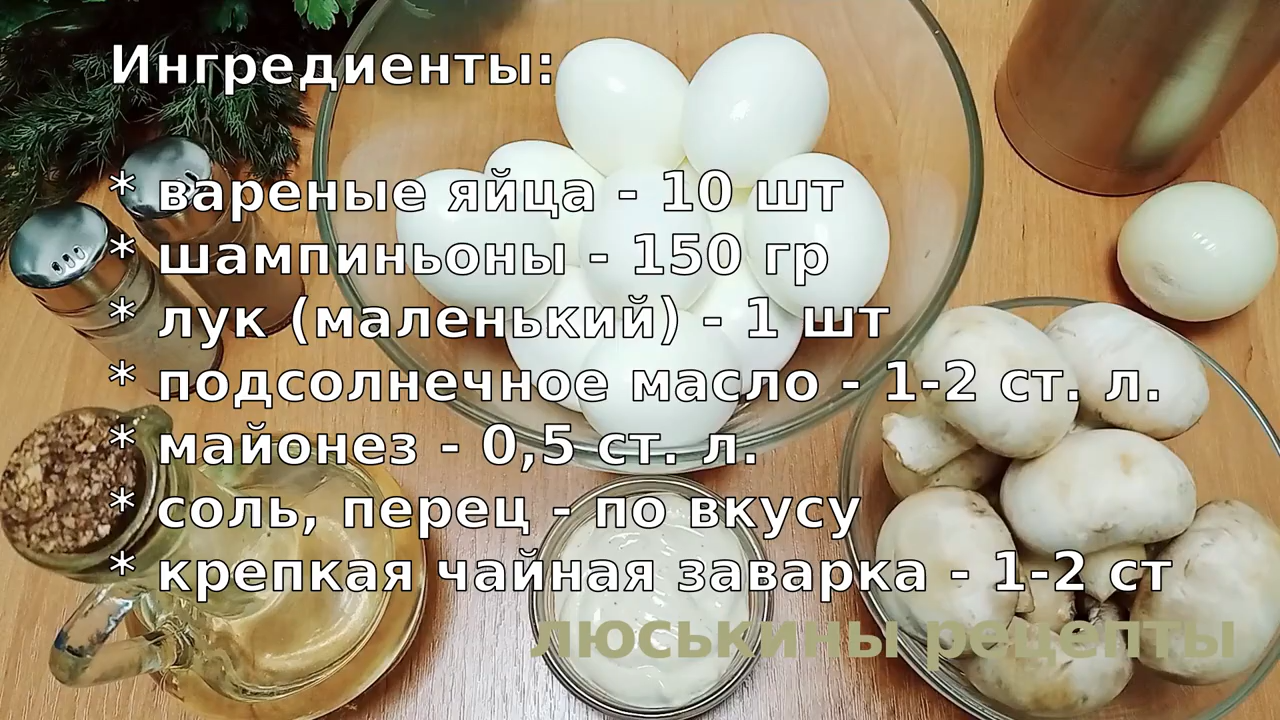 Ингредиенты:
* вареные яйца - 10 шт
* шампиньоны - 150 гр
* лук (маленький) - 1 шт
* подсолнечное масло - 1-2 ст. л.
* майонез - 0,5 ст. л.
* соль, перец - по вкусу
* крепкая чайная заварка - 1-2 ст
люськины рецепты